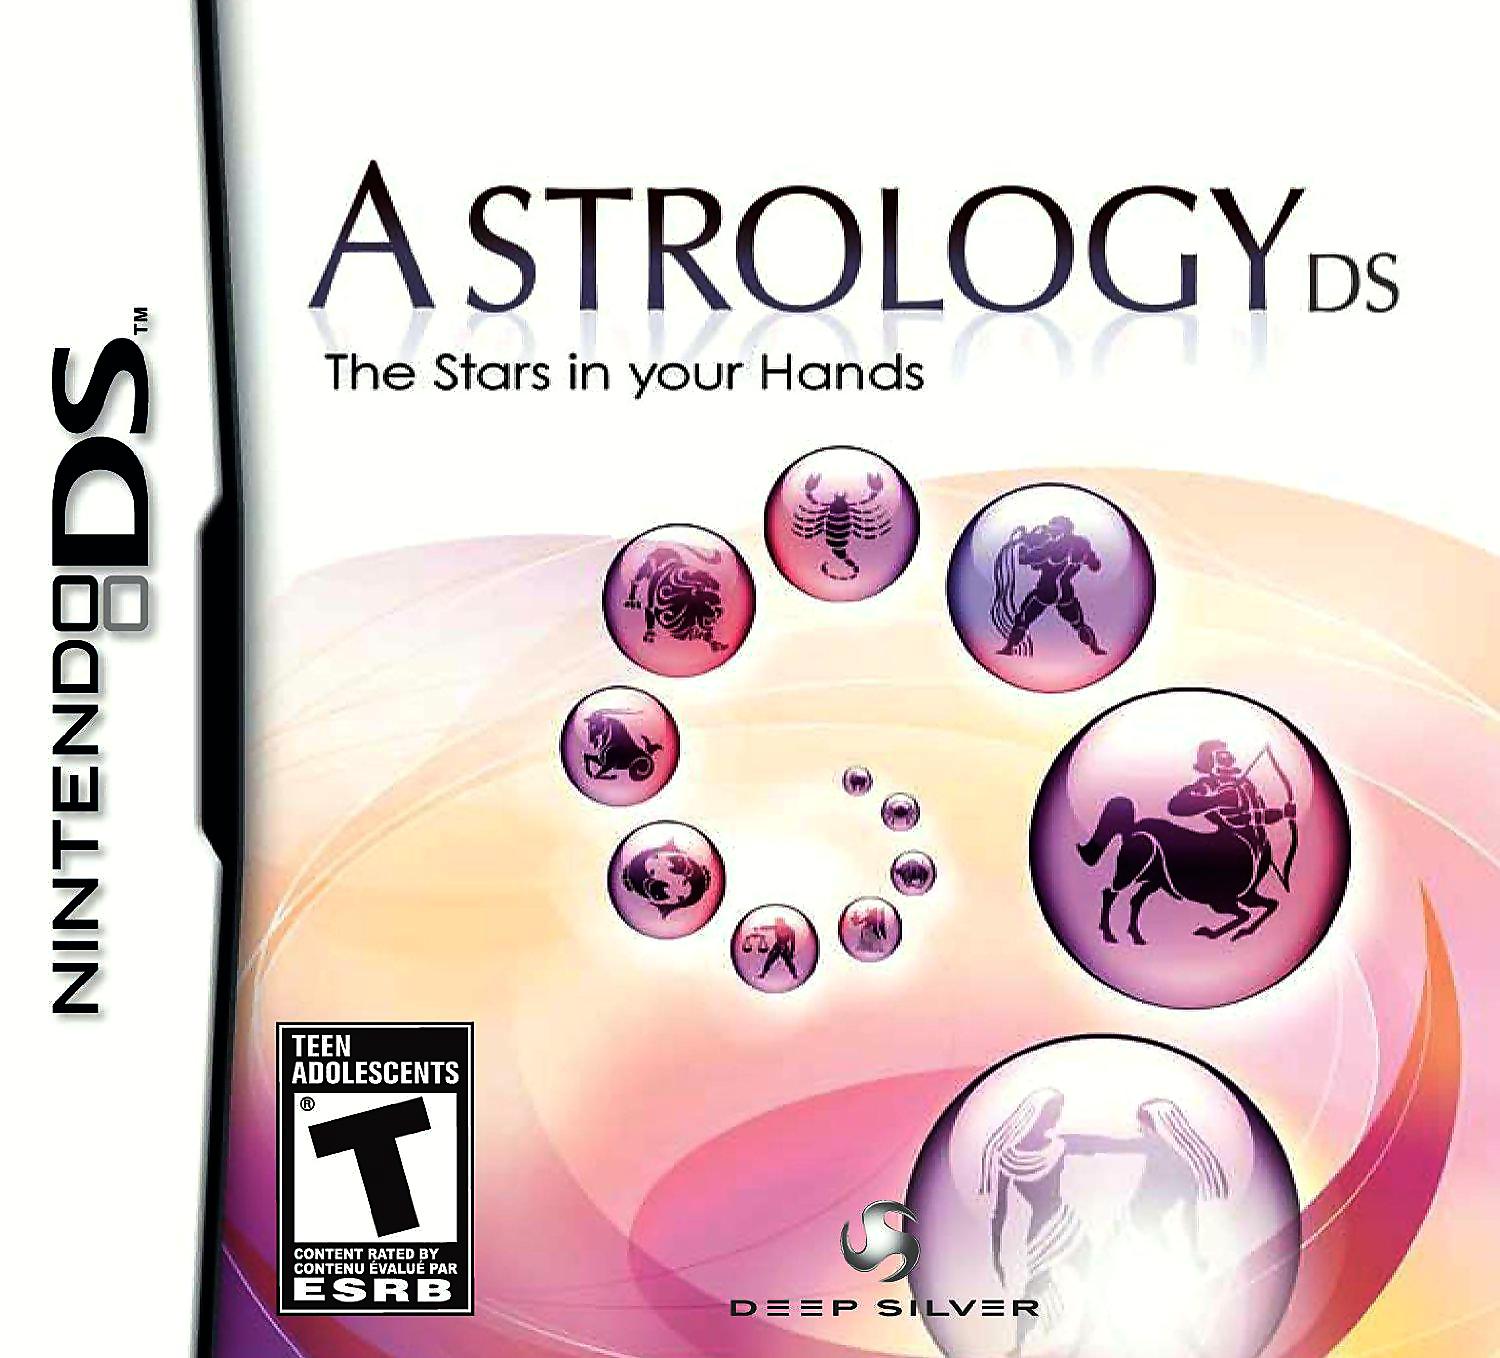 NINTENDO DS™
ASTROLOGY DS
The Stars in your Hands
TEEN
ADOLESCENTS
®
T
CONTENT RATED BY
CONTENU ÉVALUÉ PAR
ESRB
DEEP SILVER